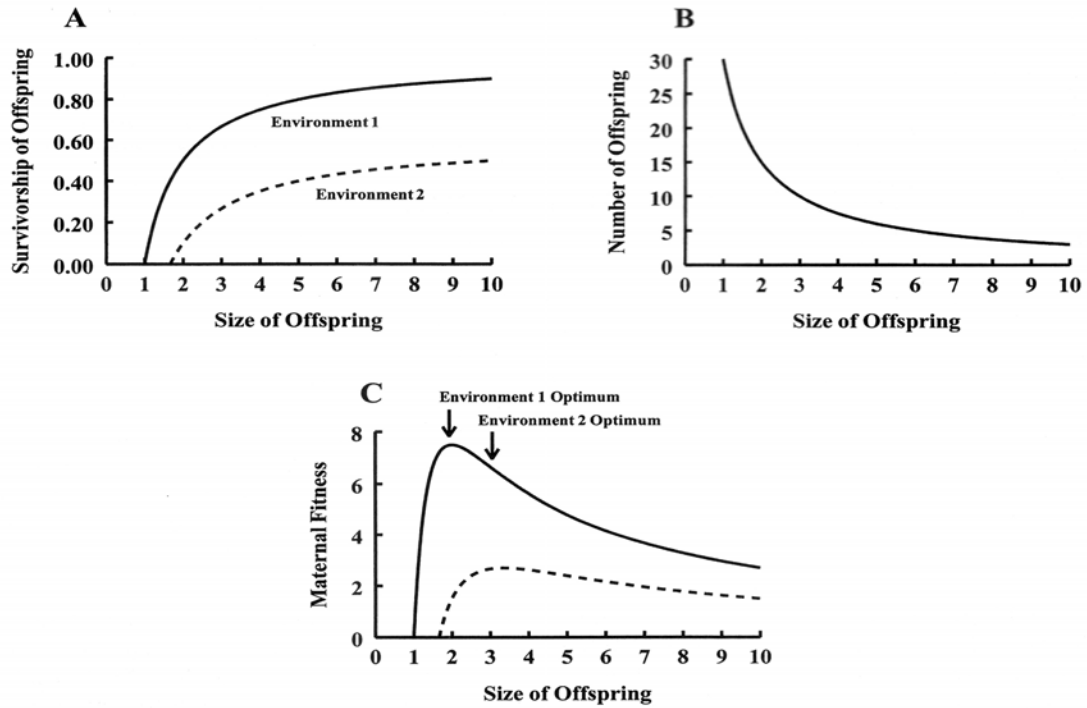 A
Survivorship of Offspring
1.00
0.80
0.60
0.40
0.20
0.00
Environment 1
Environment 2
0 1 2 3 4 5 6 7 8 9 10
Size of Offspring
B
Number of Offspring
30
25
20
15
10
5
0
0 1 2 3 4 5 6 7 8 9 10
Size of Offspring
C
Environment 1 Optimum
Environment 2 Optimum
Maternal Fitness
8
6
4
2
0
0 1 2 3 4 5 6 7 8 9 10
Size of Offspring